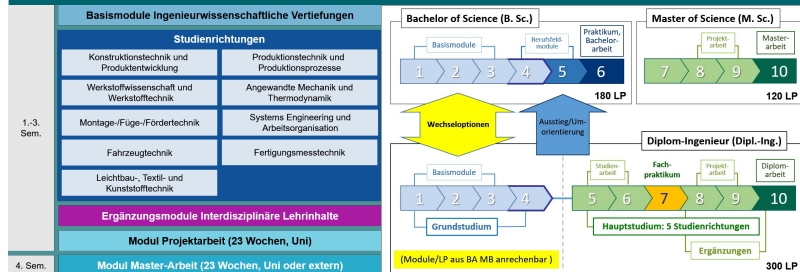 1.-3.
Sem.
4. Sem.
Basismodule Ingenieurwissenschaftliche Vertiefungen
Studienrichtungen
Konstruktionstechnik und
Produktentwicklung
Produktionstechnik und
Produktionsprozesse
Werkstoffwissenschaft und
Werkstofftechnik
Angewandte Mechanik und
Thermodynamik
Montage-/Füge-/Fördertechnik
Systems Engineering und
Arbeitsorganisation
Fahrzeugtechnik
Fertigungsmesstechnik
Leichtbau-, Textil- und
Kunststofftechnik
Ergänzungsmodule Interdisziplinäre Lehrinhalte
Modul Projektarbeit (23 Wochen, Uni)
Modul Master-Arbeit (23 Wochen, Uni oder extern)
Bachelor of Science (B. Sc.)
Basismodule
Berufsfeld-
module
Praktikum,
Bachelor-
arbeit
1 2 3 4 5 6
180 LP
Master of Science (M. Sc.)
Projekt-
arbeit
Master-
arbeit
7 8 9 10
120 LP
Wechseloptionen
Ausstieg/Um-
orientierung
Diplom-Ingenieur (Dipl.-Ing.)
Basismodule
Studien-
arbeit
Fach-
praktikum
Projekt-
arbeit
Diplom-
arbeit
1 2 3 4 5 6 7 8 9 10
Grundstudium
Hauptstudium: 5 Studienrichtungen
Ergänzungen
(Module/LP aus BA MB anrechenbar )
300 LP